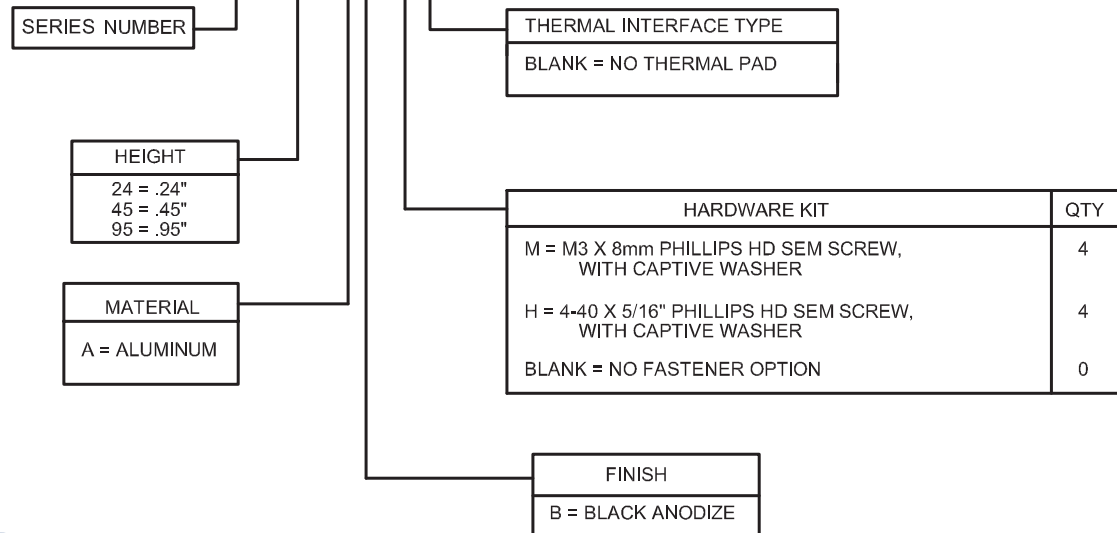 SERIES NUMBER
THERMAL INTERFACE TYPE
BLANK = NO THERMAL PAD
HEIGHT
24 = .24"
45 = .45"
95 = .95"
HARDWARE KIT QTY
M = M3 X 8mm PHILLIPS HD SEM SCREW, 4
WITH CAPTIVE WASHER
H = 4-40 X 5/16" PHILLIPS HD SEM SCREW, 4
WITH CAPTIVE WASHER
BLANK = NO FASTENER OPTION 0
MATERIAL
A = ALUMINUM
FINISH
B = BLACK ANODIZE